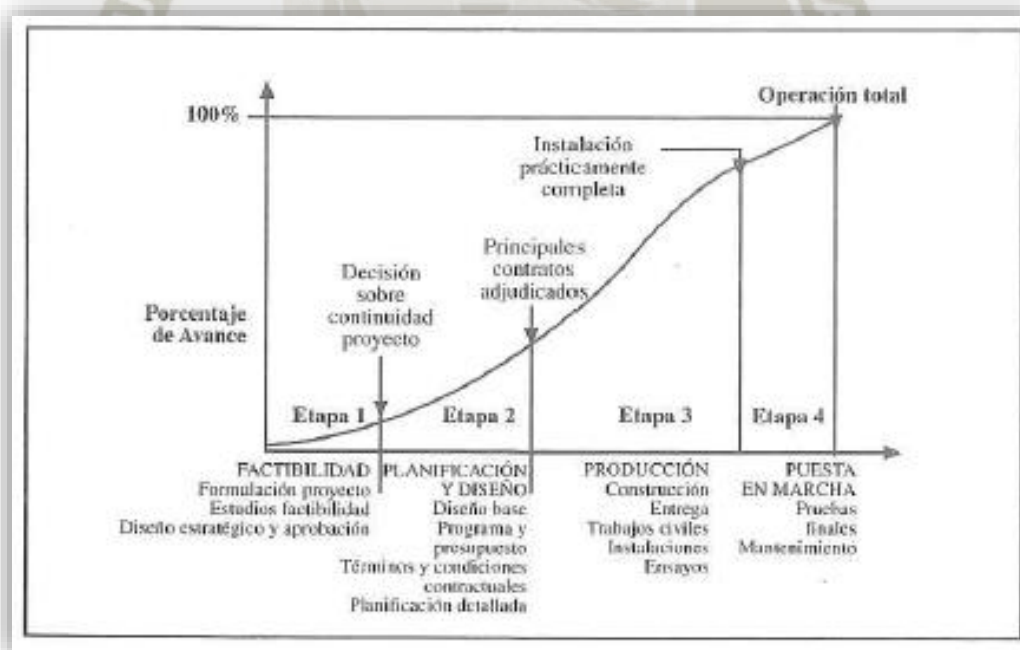 100%
Operación total
Instalación
prácticamente
completa
Principales
contratos
adjudicados
Decisión
sobre
continuidad
proyecto
Porcentaje
de Avance
Etapa 1
Etapa 2
Etapa 3
Etapa 4
FACTIBILIDAD
Formulación proyecto
Estudios factibilidad
Diseño estratégico y aprobación
PLANIFICACIÓN
Y DISEÑO
Diseño base
Programa y
presupuesto
Términos y condiciones
contractuales
Planificación detallada
PRODUCCIÓN
Construcción
Entrega
Trabajos civiles
Instalaciones
Ensayos
PUESTA
EN MARCHA
Pruebas
finales
Mantenimiento